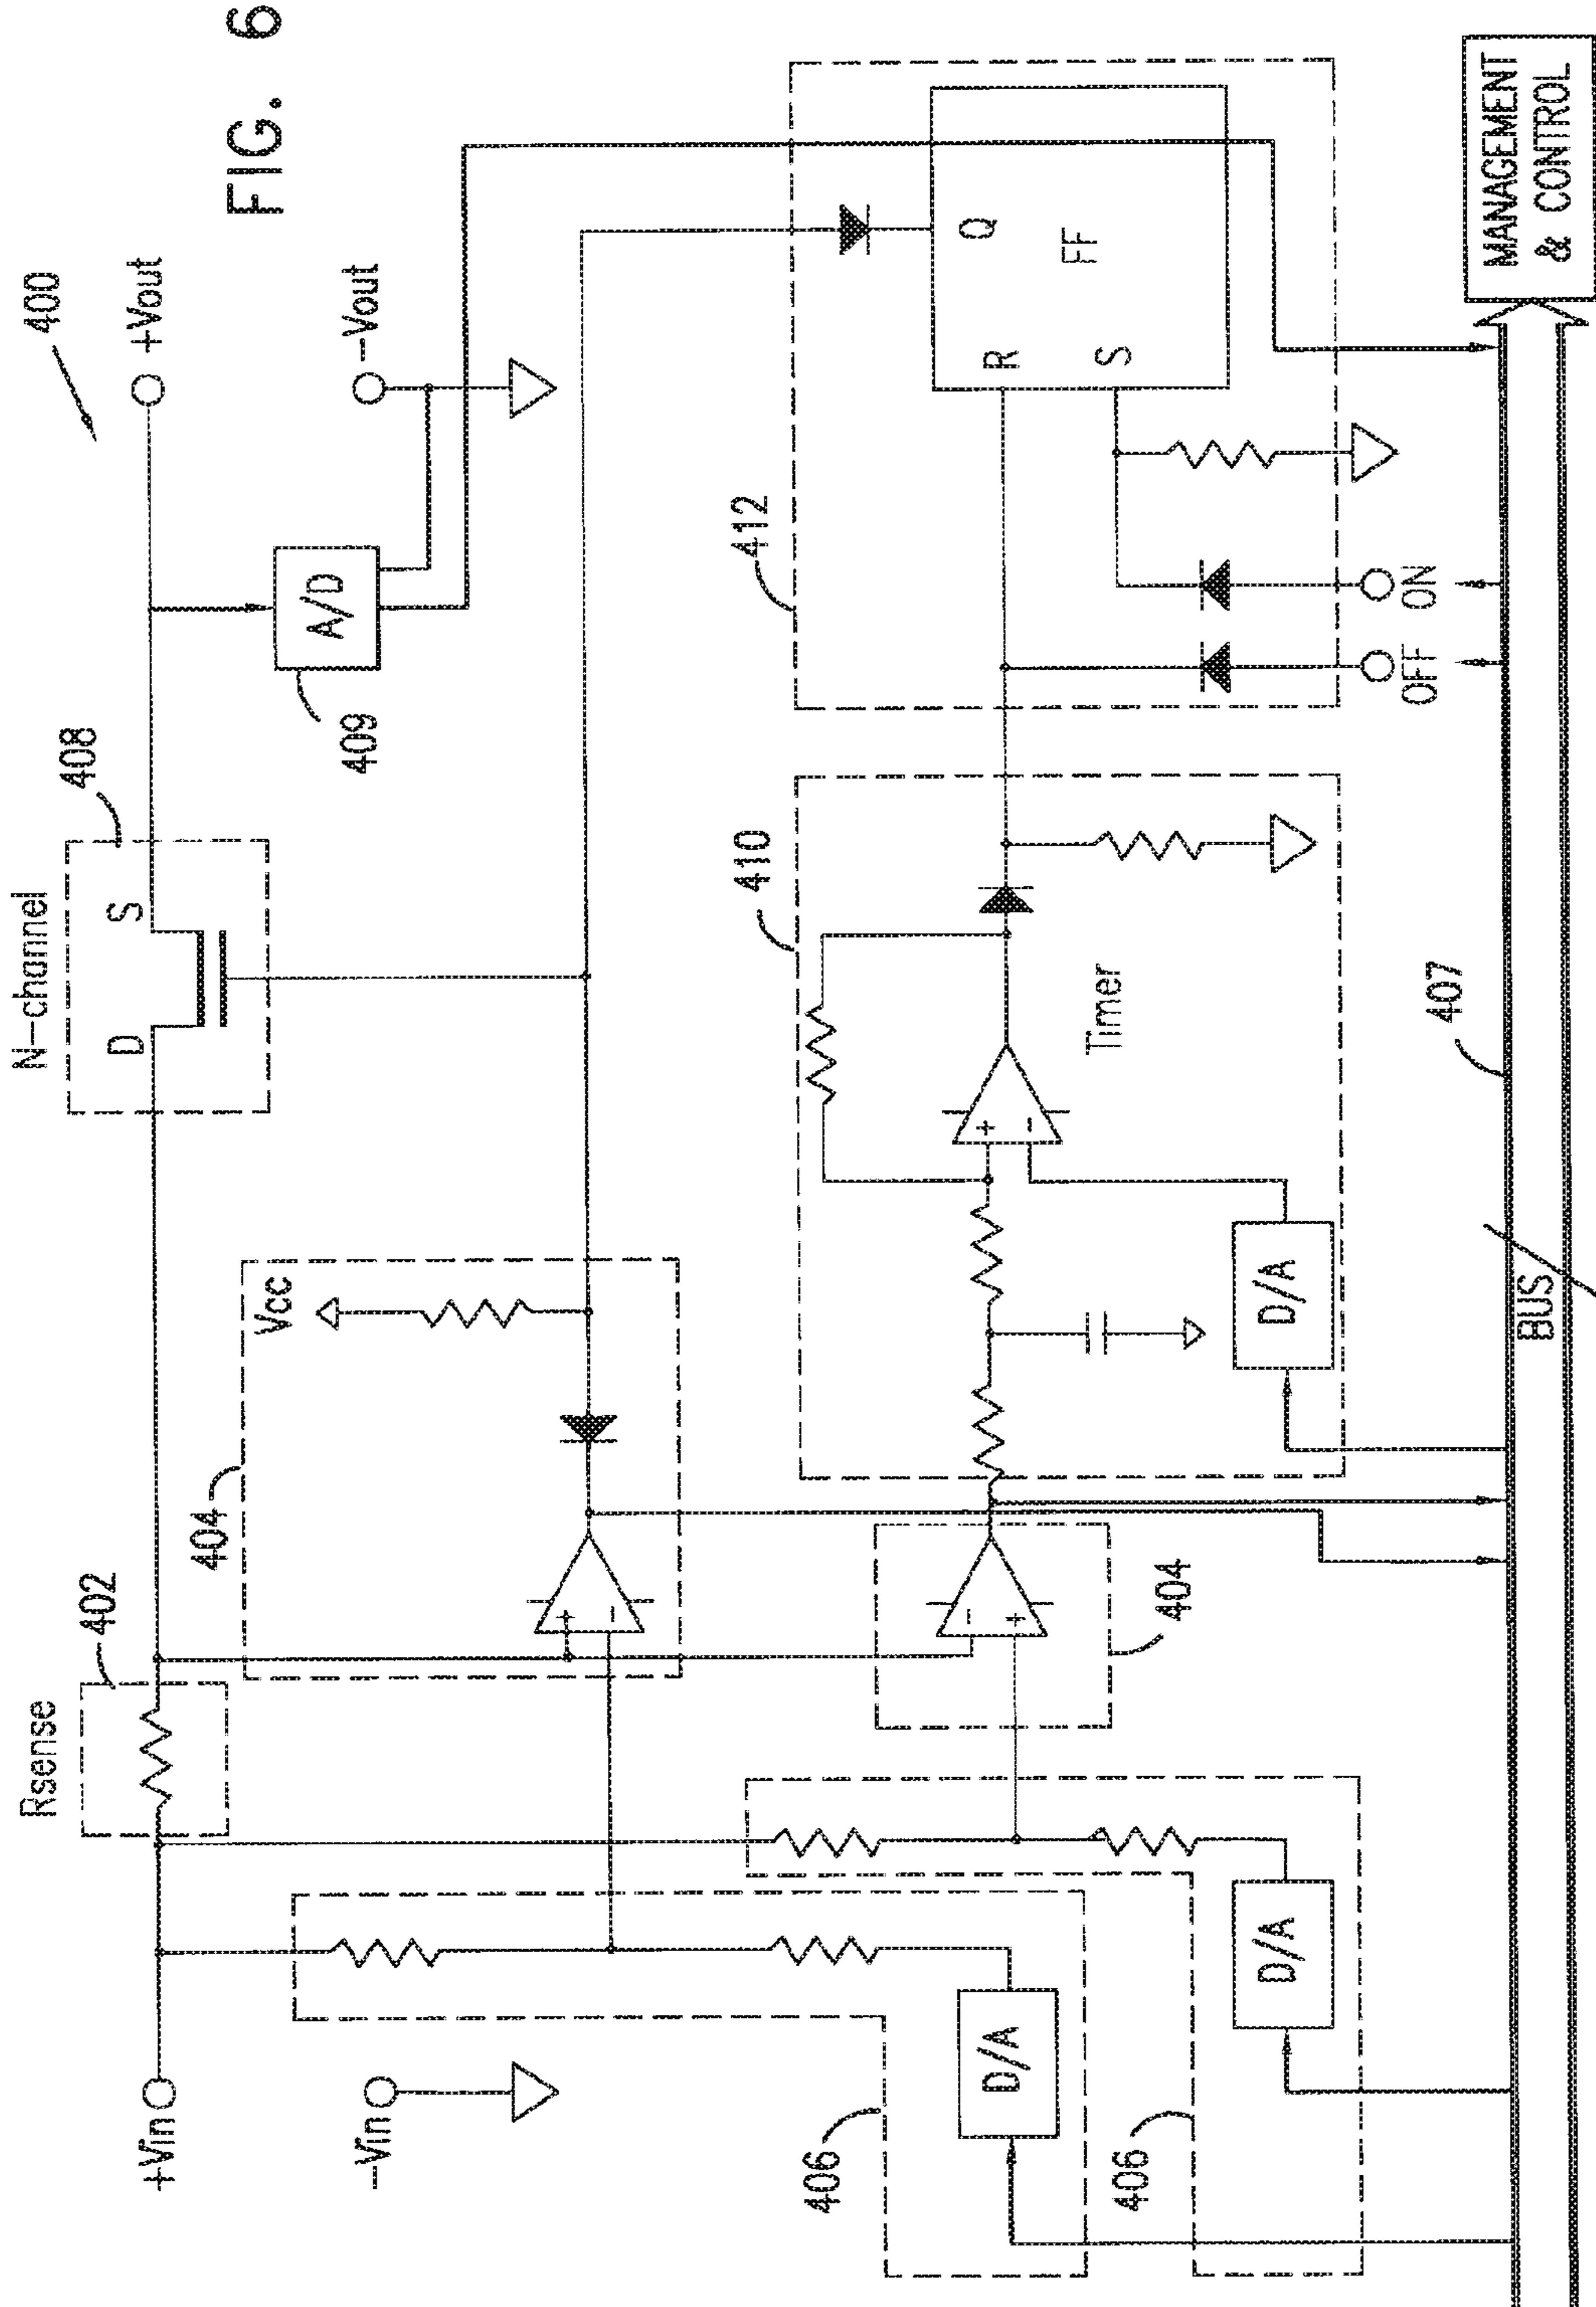 FIG. 6
400
+Vin
-Vin
Rsense
402
N-channel
408
D
S
+Vout
-Vout
A/D
409
404
Vcc
+
-
406
D/A
406
D/A
-
+
404
410
+
-
Timer
D/A
412
R
S
Q
FF
OFF
ON
407
BUS
MANAGEMENT
& CONTROL